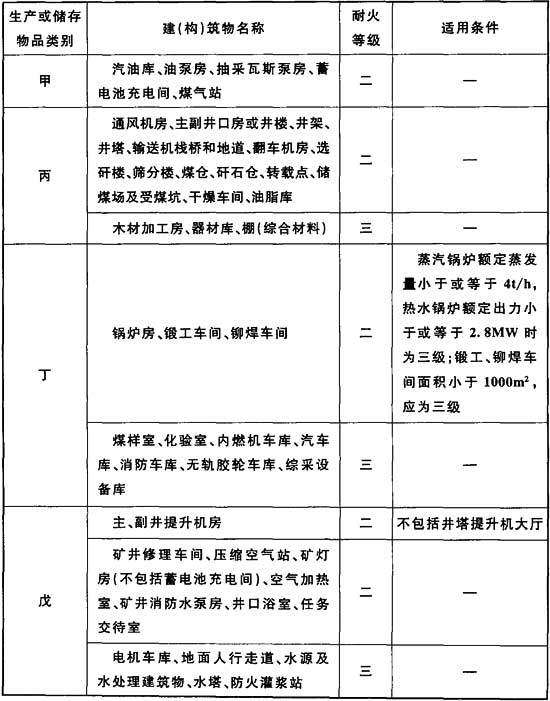 生产或储存
物品类别
建(构)筑物名称
耐火
等级
适用条件
甲
汽油库、油泵房、抽采瓦斯泵房、蓄
电池充电间、煤气站
二
—
丙
通风机房、主副井口房或井楼、井架、
井塔、输送机栈桥和地道、翻车机房、选
矸楼、筛分楼、煤仓、矸石仓、转载点、储
煤场及受煤坑、干燥车间、油脂库
二
—
木材加工房、器材库、棚(综合材料)
三
—
丁
锅炉房、锻工车间、铆焊车间
二
蒸汽锅炉额定蒸发
量小于或等于 4t/h,
热水锅炉额定出力小
于或等于 2.8MW 时
为三级;锻工、铆焊车
间面积小于 1000m²,
应为三级
煤样室、化验室、内燃机车库、汽车
库、消防车库、无轨胶轮车库、综采设
备库
三
—
戊
主、副井提升机房
二
不包括井塔提升机大厅
矿井修理车间、压缩空气站、矿灯
房(不包括蓄电池充电间)、空气加热
室、矿井消防水泵房、井口浴室、任务
交待室
二
—
电机车库、地面人行走道、水源及
水处理建筑物、水塔、防火灌浆站
三
—